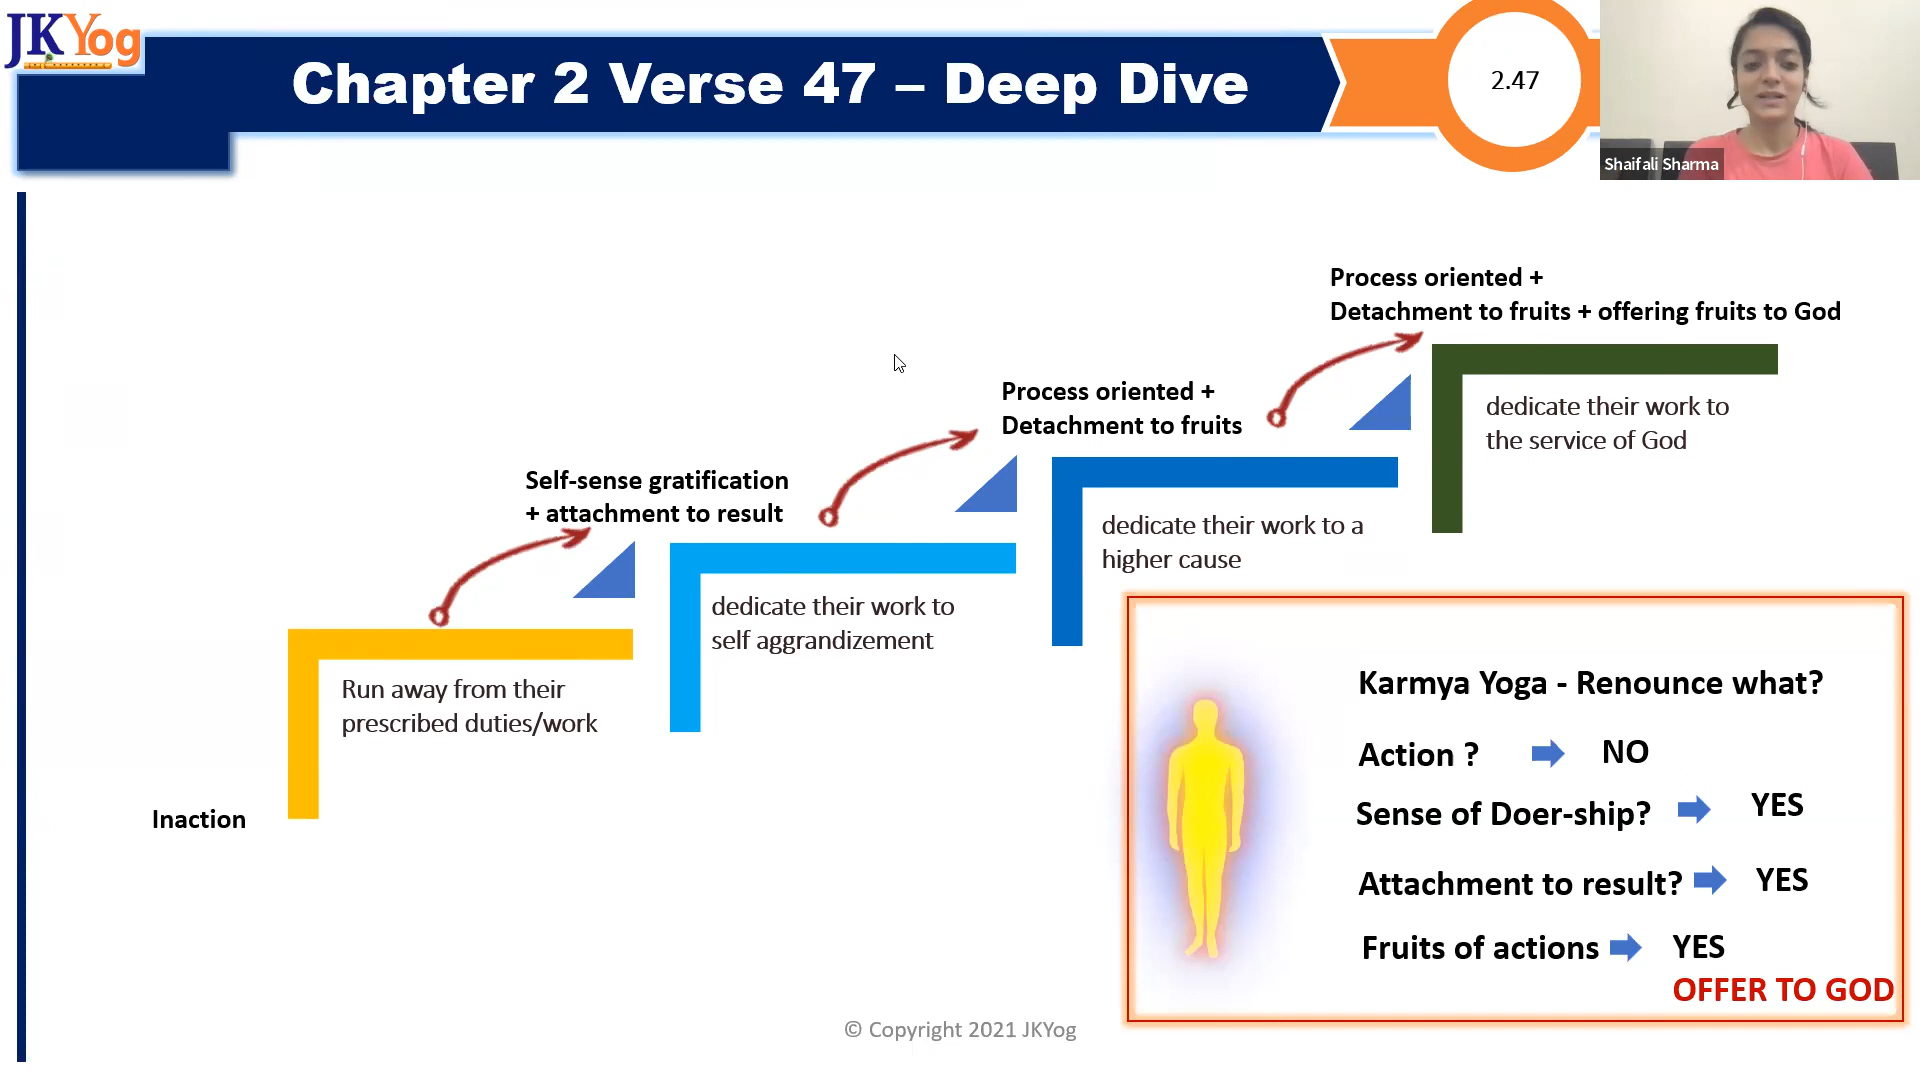 JKYog
Chapter 2 Verse 47 – Deep Dive
2.47
Shaifali Sharma
Process oriented +
Detachment to fruits + offering fruits to God
dedicate their work to
the service of God
Process oriented +
Detachment to fruits
dedicate their work to a
higher cause
Self-sense gratification
+ attachment to result
dedicate their work to
self aggrandizement
Run away from their
prescribed duties/work
Inaction
Karmya Yoga - Renounce what?
Action ? NO
Sense of Doer-ship? YES
Attachment to result? YES
Fruits of actions YES
OFFER TO GOD
© Copyright 2021 JKYog